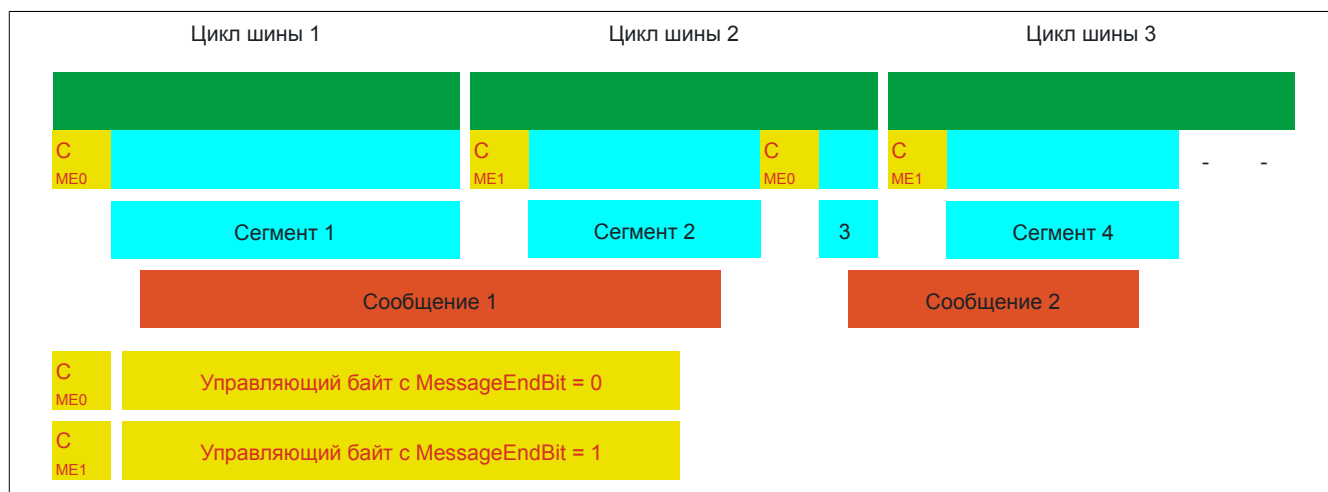 Цикл шины 1 Цикл шины 2 Цикл шины 3
C C C C
ME0 ME1 ME0 ME1 - -
Сегмент 1 Сегмент 2 3 Сегмент 4
Сообщение 1 Сообщение 2
C
ME0 Управляющий байт с MessageEndBit = 0
C
ME1 Управляющий байт с MessageEndBit = 1